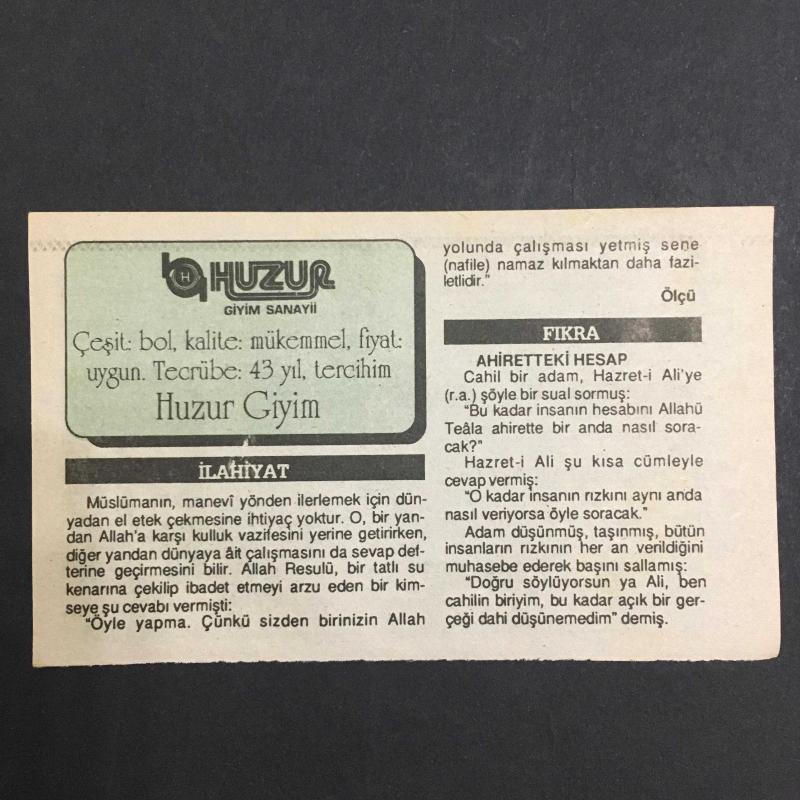 HUZUR
GİYİM SANAYİİ
Çeşit: bol, kalite: mükemmel, fiyat:
uygun. Tecrübe: 43 yıl, tercihim
Huzur Giyim
İLAHİYAT
Müslümanın, manevî yönden ilerlemek için dün-
yadan el etek çekmesine ihtiyaç yoktur. O, bir yan-
dan Allah'a karşı kulluk vazifesini yerine getirirken,
diğer yandan dünyaya âit çalışmasını da sevap def-
terine geçirmesini bilir. Allah Resulü, bir tatlı su
kenarına çekilip ibadet etmeyi arzu eden bir kim-
seye şu cevabı vermişti:
"Öyle yapma. Çünkü sizden birinizin Allah
yolunda çalışması yetmiş sene
(nafile) namaz kılmaktan daha fazi-
letlidir."
Ölçü
FIKRA
AHİRETTEKİ HESAP
Cahil bir adam, Hazret-i Ali'ye
(r.a.) şöyle bir sual sormuş:
"Bu kadar insanın hesabını Allahü
Teâla ahirette bir anda nasıl sora-
cak?"
Hazret-i Ali şu kısa cümleyle
cevap vermiş:
"O kadar insanın rızkını aynı anda
nasıl veriyorsa öyle soracak."
Adam düşünmüş, taşınmış, bütün
insanların rızkının her an verildiğini
muhasebe ederek başını sallamış:
"Doğru söylüyorsun ya Ali, ben
cahilin biriyim, bu kadar açık bir ger-
çeği dahi düşünemedim" demiş.